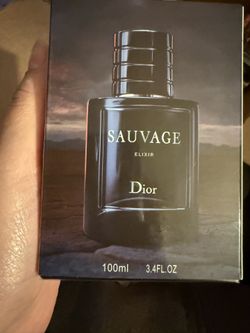 SAUVAGE
ELIXIR
Dior
100ml 3.4FL.OZ